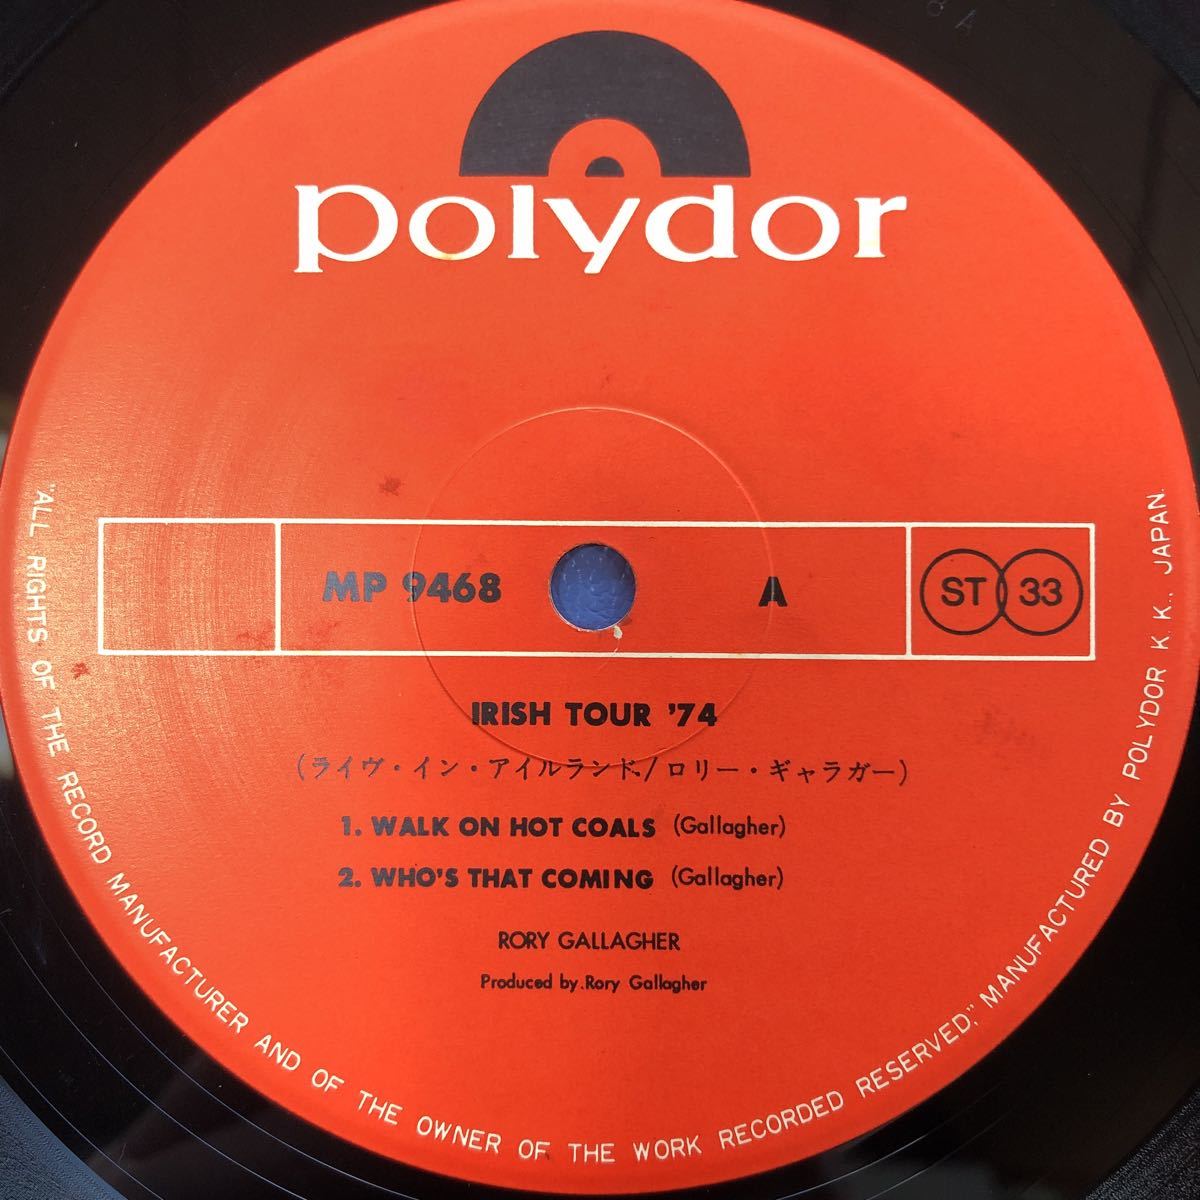 polydor
MP 9468 A ST 33
IRISH TOUR '74
(ライヴ・イン・アイルランド/ロリー・ギャラガー)
1. WALK ON HOT COALS (Gallagher)
2. WHO'S THAT COMING (Gallagher)
RORY GALLAGHER
Produced by.Rory Gallagher
"ALL RIGHTS OF THE RECORD MANUFACTURER AND OF THE OWNER OF THE WORK RECORDED RESERVED," MANUFACTURED BY POLYDOR K.K., JAPAN.